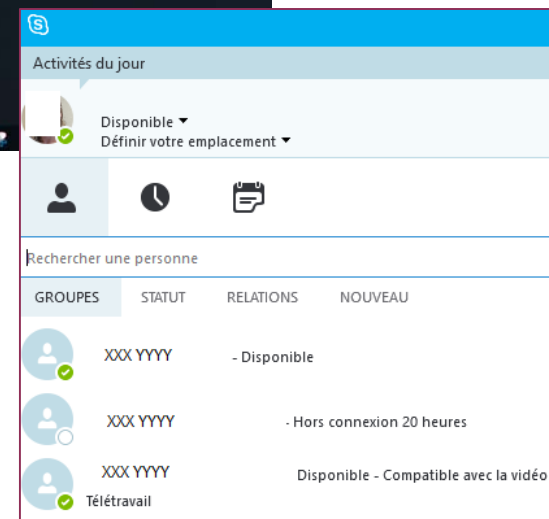 Activités du jour
Disponible
Définir votre emplacement
Rechercher une personne
GROUPES STATUT RELATIONS NOUVEAU
XXX YYYY - Disponible
XXX YYYY - Hors connexion 20 heures
XXX YYYY Disponible - Compatible avec la vidéo
Télétravail